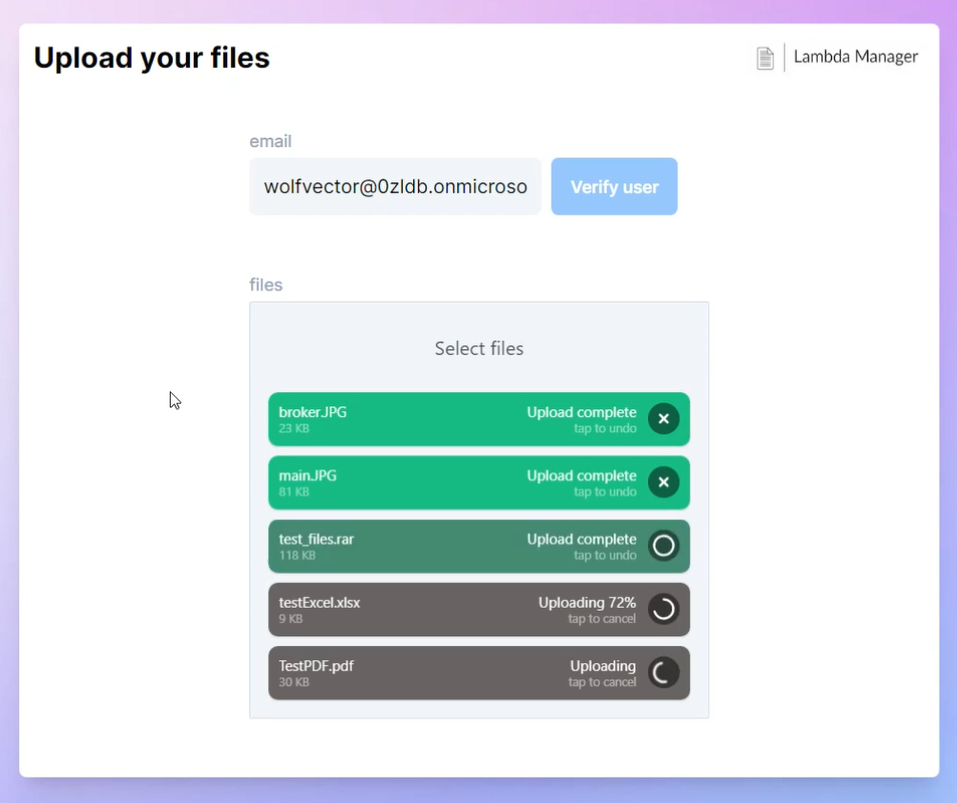 Upload your files
Lambda Manager
email
wolfvector@0zldb.onmicroso
Verify user
files
Select files
broker.JPG
Upload complete
23 KB
tap to undo
main.JPG
Upload complete
81 KB
tap to undo
test_files.rar
Upload complete
118 KB
tap to undo
testExcel.xlsx
Uploading 72%
9 KB
tap to cancel
TestPDF.pdf
Uploading
30 KB
tap to cancel